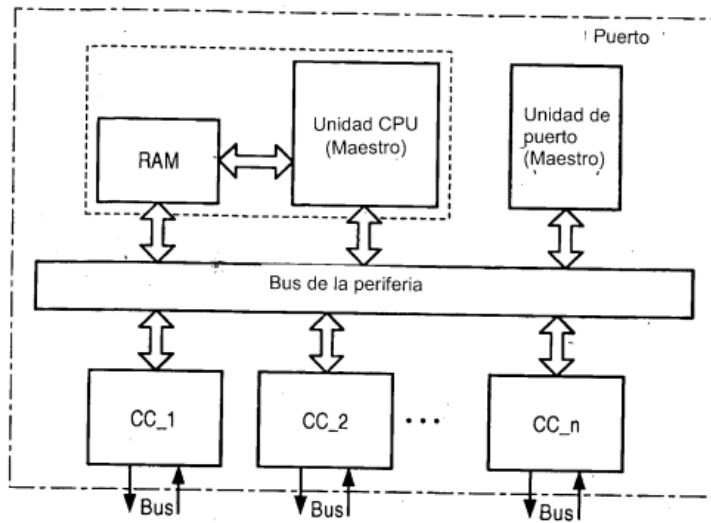 Puerto
Unidad CPU
(Maestro)
Unidad de
puerto
(Maestro)
RAM
Bus de la periferia
CC_1
CC_2
...
CC_n
Bus
Bus
Bus